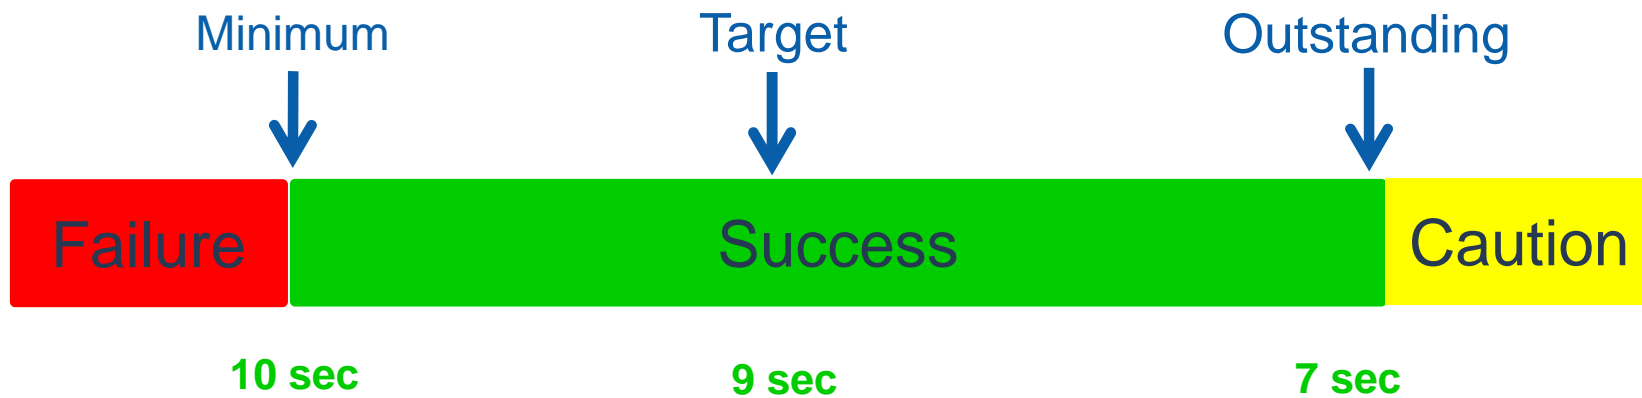 Minimum Target Outstanding
Failure Success Caution
10 sec 9 sec 7 sec